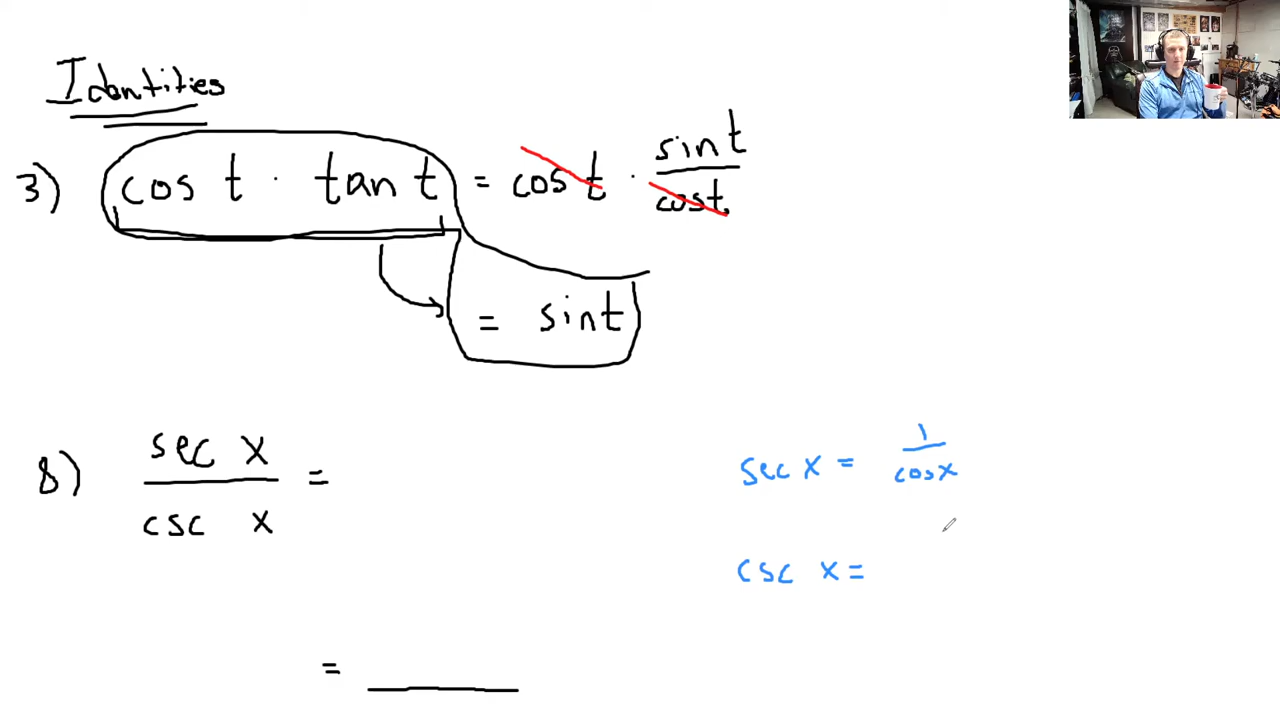 Identities
3) cos t · tan t = cos t · sin t / cos t
= sin t
8) sec x / csc x =
sec x = 1 / cos x
csc x =
=